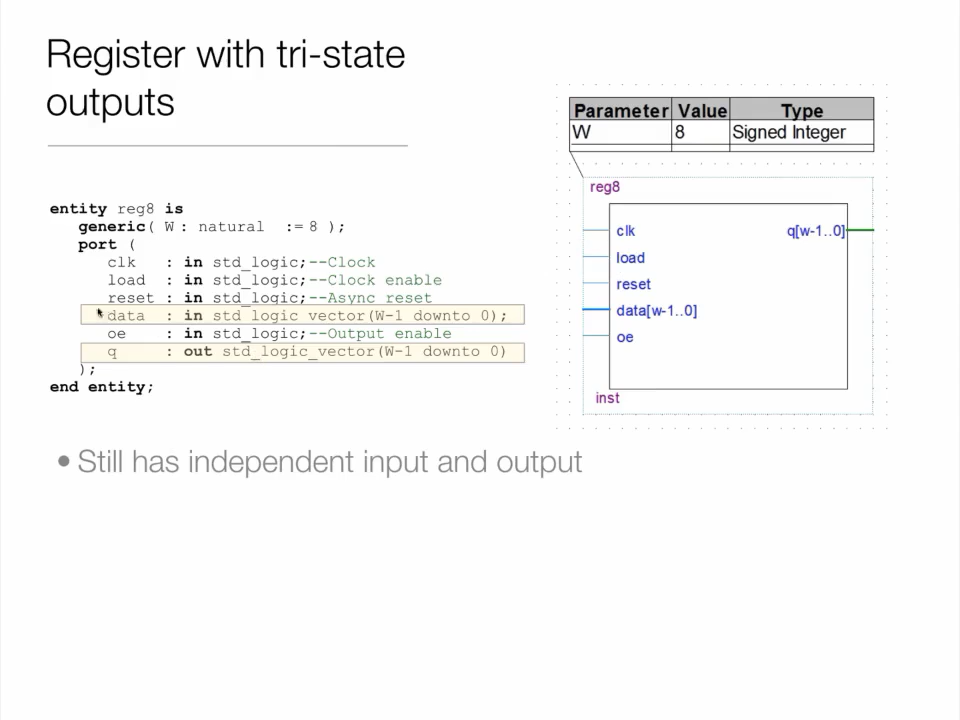 Register with tri-state
outputs
entity reg8 is
generic( W : natural := 8 );
port (
clk : in std_logic;--Clock
load : in std_logic;--Clock enable
reset : in std_logic;--Async reset
data : in std_logic_vector(W-1 downto 0);
oe : in std_logic;--Output enable
q : out std_logic_vector(W-1 downto 0)
);
end entity;
Parameter Value Type
W 8 Signed Integer
reg8
clk q[w-1..0]
load
reset
data[w-1..0]
oe
inst
• Still has independent input and output